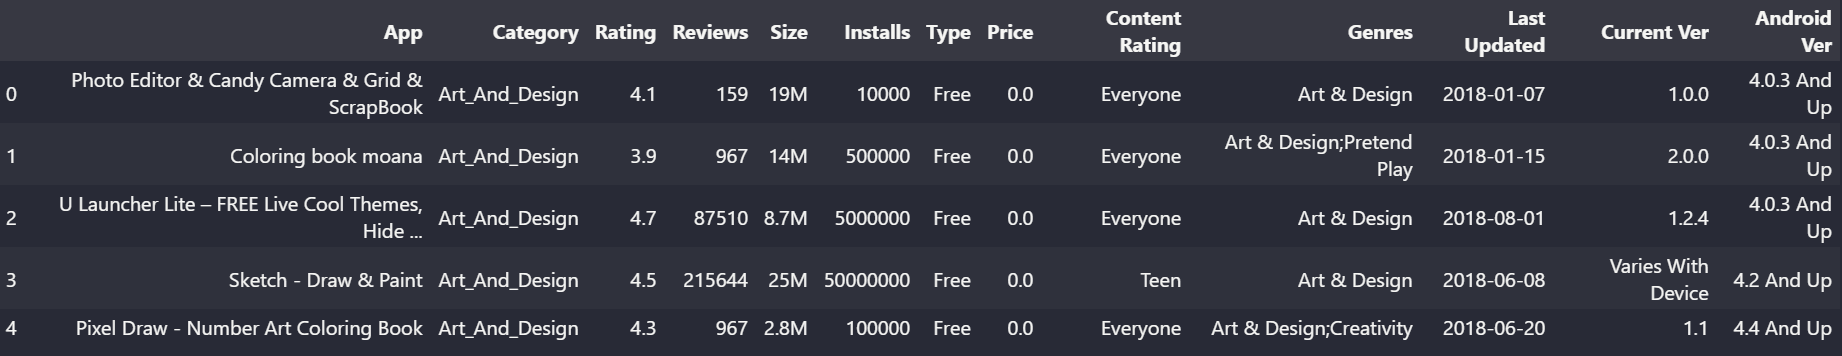 App Category Rating Reviews Size Installs Type Price Content Rating Genres Last Updated Current Ver Android Ver
0 Photo Editor & Candy Camera & Grid & ScrapBook Art_And_Design 4.1 159 19M 10000 Free 0.0 Everyone Art & Design 2018-01-07 1.0.0 4.0.3 And Up
1 Coloring book moana Art_And_Design 3.9 967 14M 500000 Free 0.0 Everyone Art & Design;Pretend Play 2018-01-15 2.0.0 4.0.3 And Up
2 U Launcher Lite – FREE Live Cool Themes, Hide ... Art_And_Design 4.7 87510 8.7M 5000000 Free 0.0 Everyone Art & Design 2018-08-01 1.2.4 4.0.3 And Up
3 Sketch - Draw & Paint Art_And_Design 4.5 215644 25M 50000000 Free 0.0 Teen Art & Design 2018-06-08 Varies With Device 4.2 And Up
4 Pixel Draw - Number Art Coloring Book Art_And_Design 4.3 967 2.8M 100000 Free 0.0 Everyone Art & Design;Creativity 2018-06-20 1.1 4.4 And Up